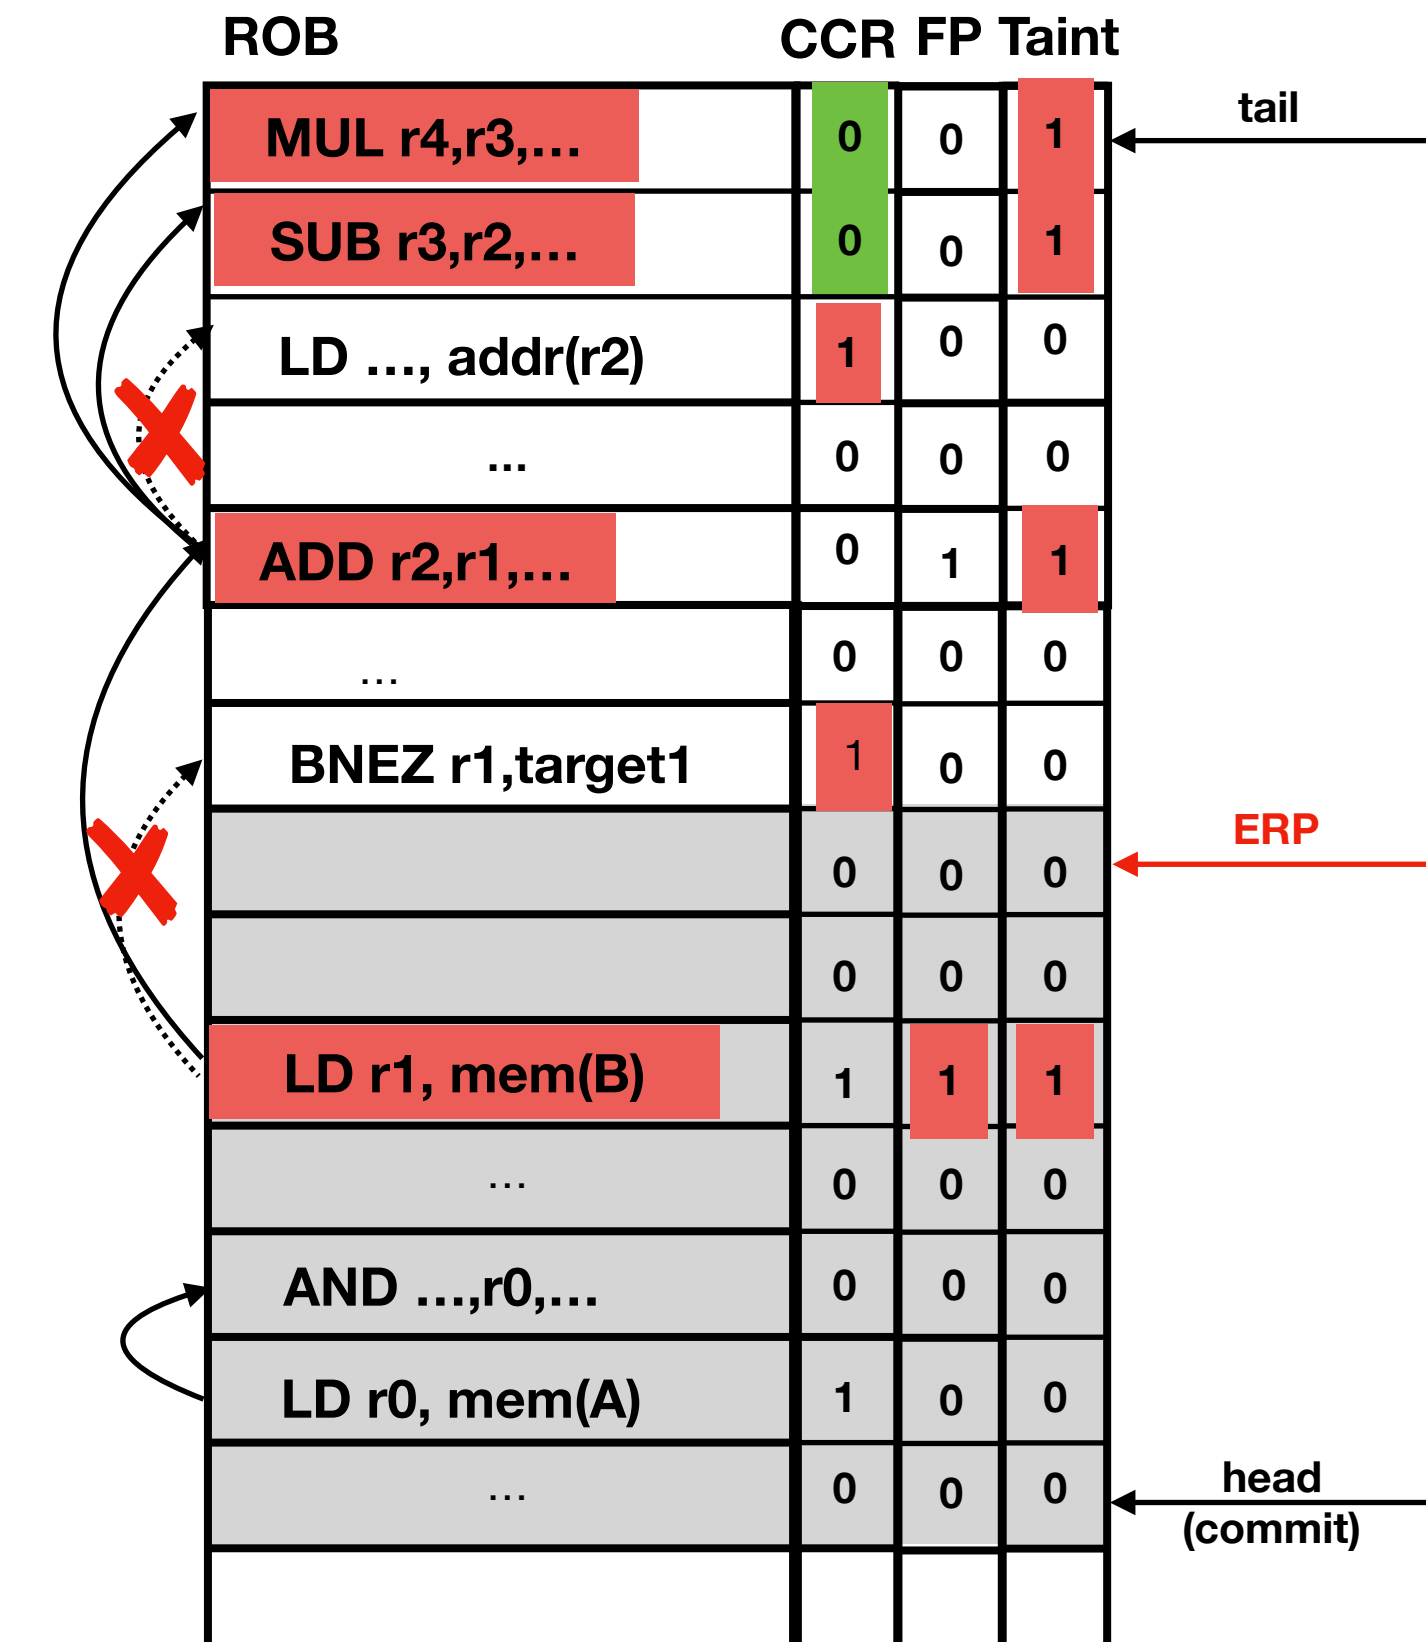 ROB CCR FP Taint
MUL r4,r3,... 0 0 1
tail
SUB r3,r2,... 0 0 1
LD ..., addr(r2) 1 0 0
... 0 0 0
ADD r2,r1,... 0 1 1
... 0 0 0
BNEZ r1,target1 1 0 0
ERP
0 0 0
0 0 0
LD r1, mem(B) 1 1 1
... 0 0 0
AND ...,r0,... 0 0 0
LD r0, mem(A) 1 0 0
... 0 0 0
head
(commit)